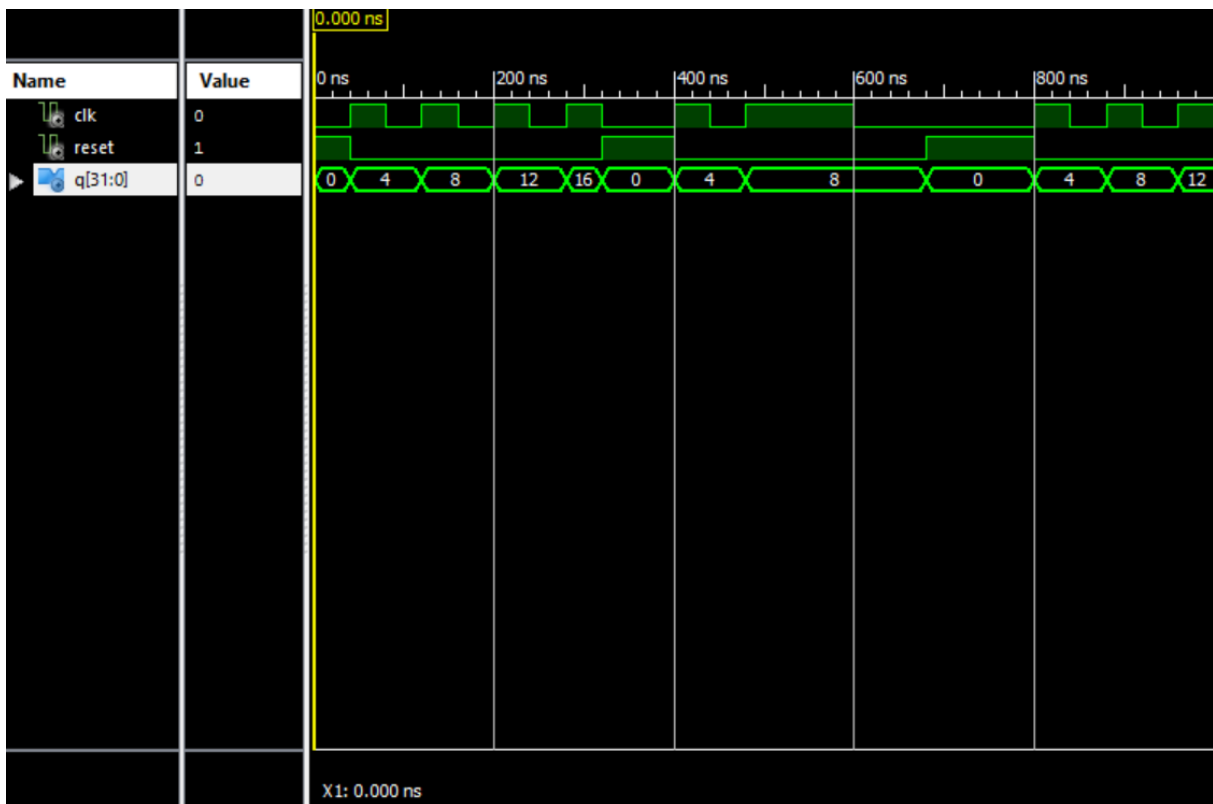 0.000 ns
Name Value 0 ns 200 ns 400 ns 600 ns 800 ns
clk 0
reset 1
q[31:0] 0 0 4 8 12 16 0 4 8 0 4 8 12
X1: 0.000 ns